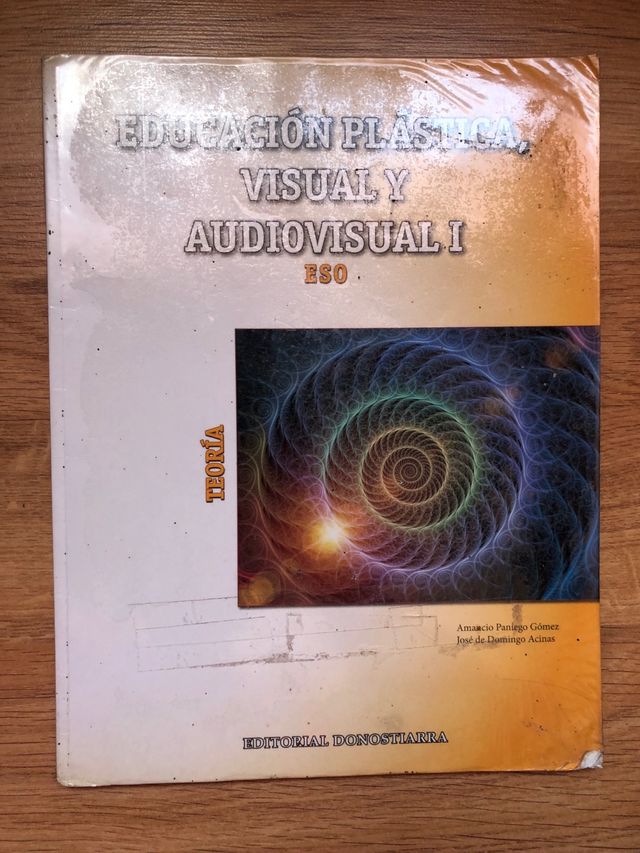 EDUCACIÓN PLÁSTICA,
VISUAL Y
AUDIOVISUAL I
ESO
TEORÍA
Amancio Paniego Gómez
José de Domingo Acinas
EDITORIAL DONOSTIARRA